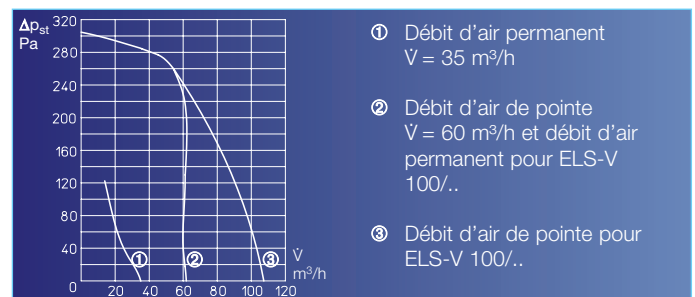 Δpst
Pa
320
280
240
200
160
120
80
40
0
20 40 60 80 100 120
V̇
m³/h
①
②
③
① Débit d'air permanent
V̇ = 35 m³/h
② Débit d'air de pointe
V̇ = 60 m³/h et débit d'air
permanent pour ELS-V
100/..
③ Débit d'air de pointe pour
ELS-V 100/..